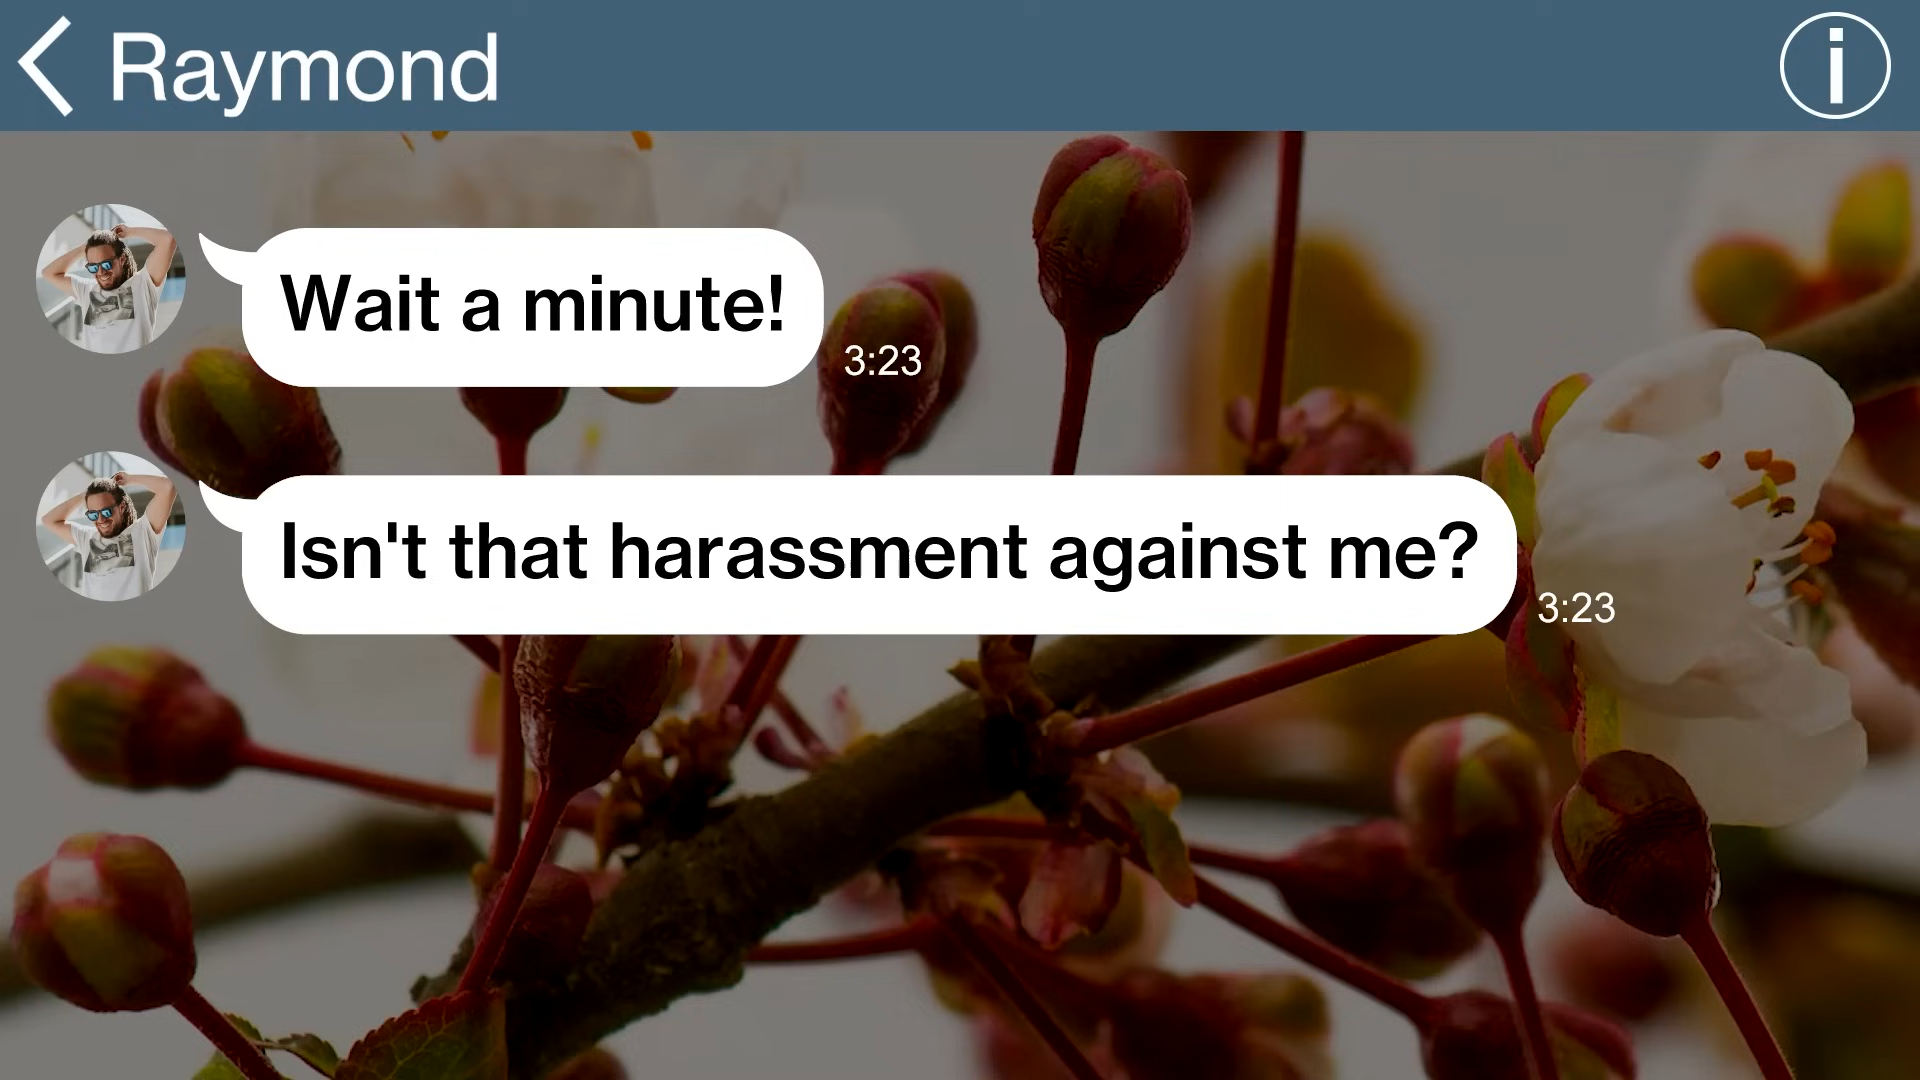 Raymond
Wait a minute!
3:23
Isn't that harassment against me?
3:23